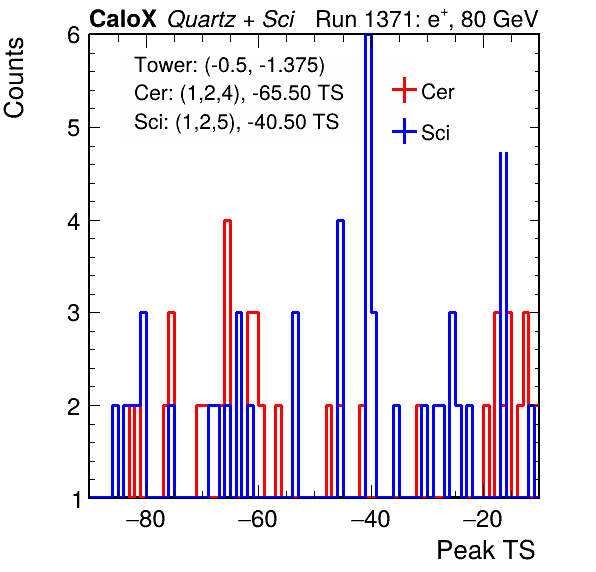 CaloX Quartz + Sci Run 1371: e⁺, 80 GeV
Counts
Tower: (-0.5, -1.375)
Cer: (1,2,4), -65.50 TS
Sci: (1,2,5), -40.50 TS
Cer
Sci
6
5
4
3
2
1
−80 −60 −40 −20
Peak TS